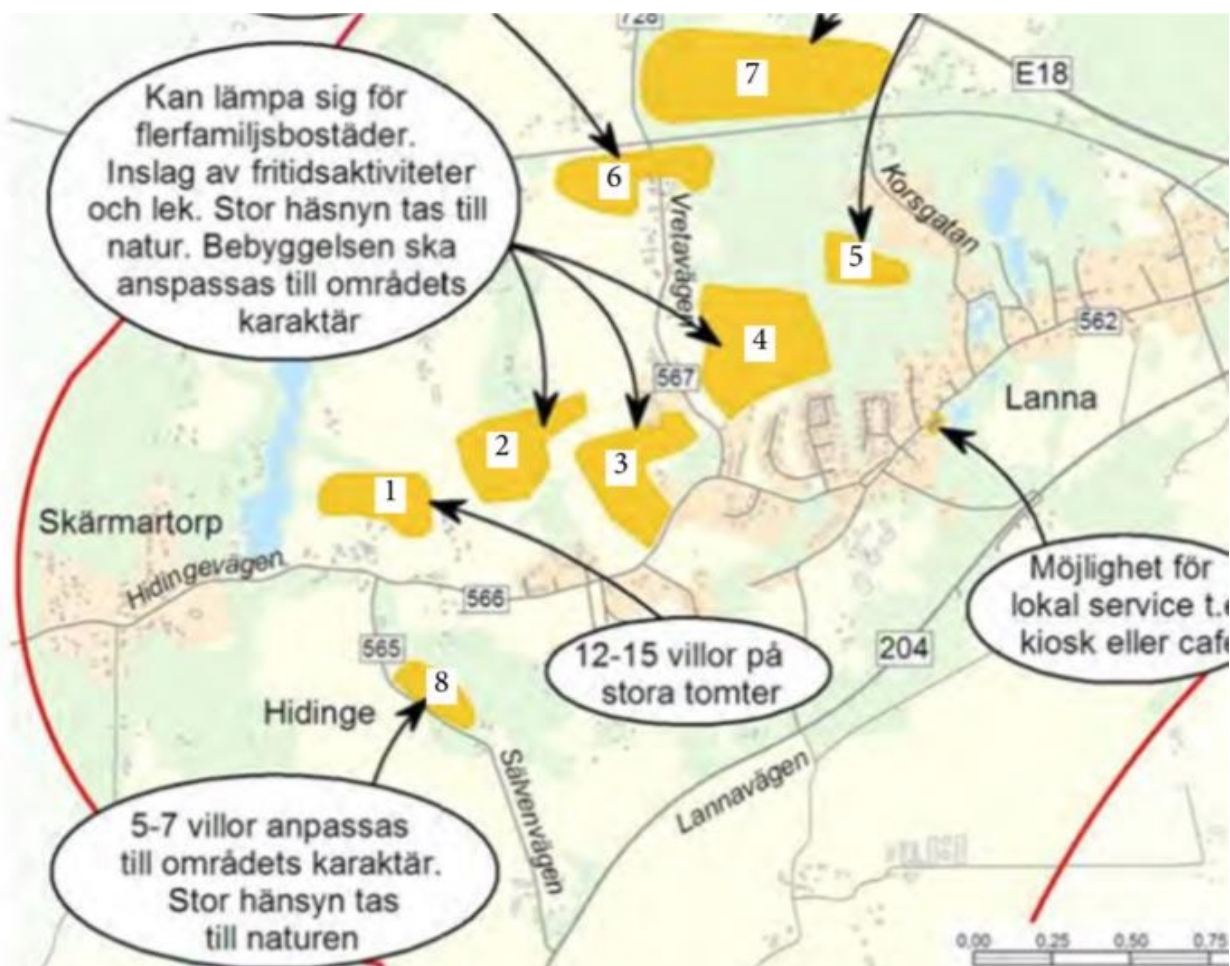 728
7
E18
Kan lämpa sig för
flerfamiljsbostäder.
Inslag av fritidsaktiviteter
och lek. Stor häsnyn tas till
natur. Bebyggelsen ska
anspassas till områdets
karaktär
6
Vretavägen
Korsgatan
5
562
4
567
Lanna
2
3
1
Skärmartorp
Hidingevägen
566
Möjlighet för
lokal service t.e
kiosk eller cafe
565
12-15 villor på
stora tomter
204
8
Hidinge
Sälvenvägen
Lannavägen
5-7 villor anpassas
till områdets karaktär.
Stor hänsyn tas
till naturen
0,00 0,25 0,50 0,75